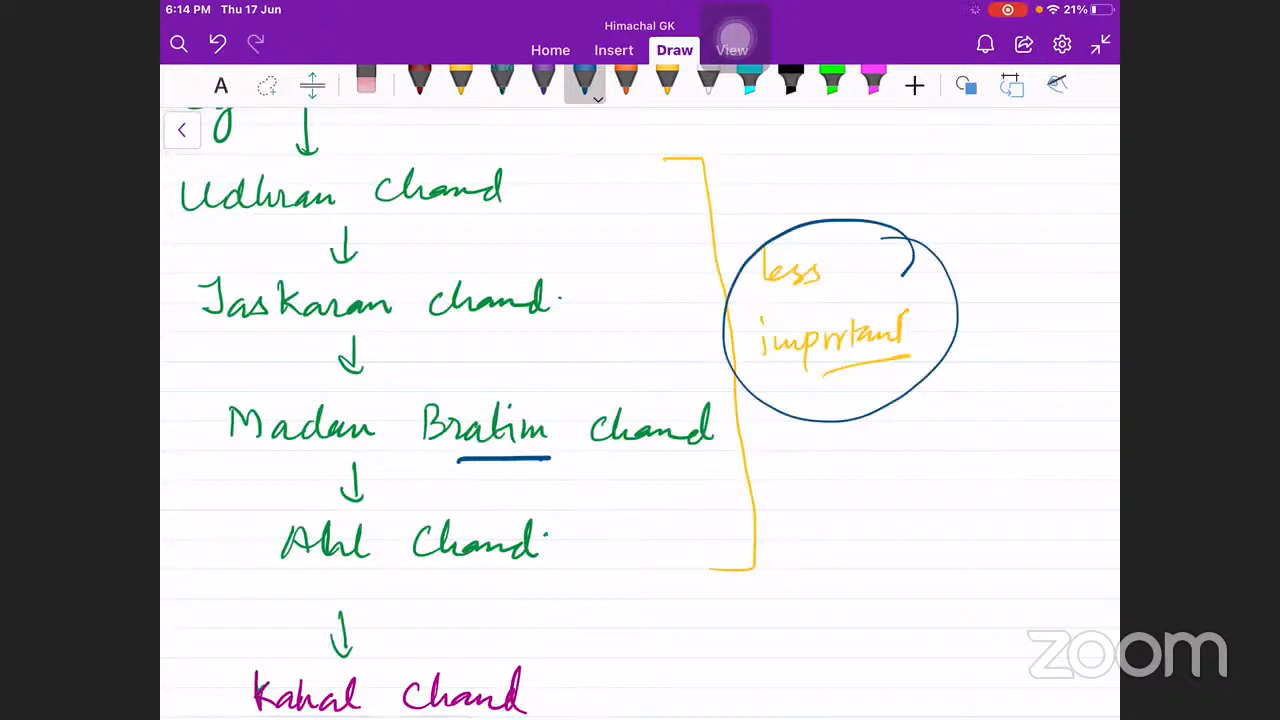 6:14 PM Thu 17 Jun
21%
Himachal GK
Home Insert Draw View
A
Udhran Chand
Jaskaran Chand
less
important
Madan Brahm Chand
Ahl Chand
Kahal Chand
zoom